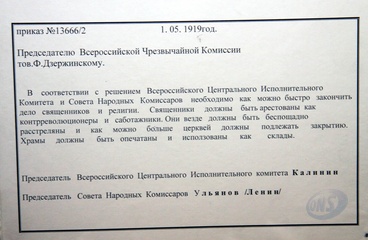 приказ №13666/2 1. 05. 1919год.
Председателю Всероссийской Чрезвычайной Комиссии
тов.Ф.Дзержинскому.
В соответствии с решением Всероссийского Центрального Исполнительного
Комитета и Совета Народных Комиссаров необходимо как можно быстро закончить
дело священников и религии. Священники должны быть арестованы как
контрреволюционеры и саботажники. Они везде должны быть беспощадно
расстреляны и как можно больше церквей должны подлежать закрытию.
Храмы должны быть опечатаны и использованы как склады.
Председатель Всероссийского Центрального Исполнительного комитета Калинин
Председатель Совета Народных Комиссаров Ульянов /Ленин/